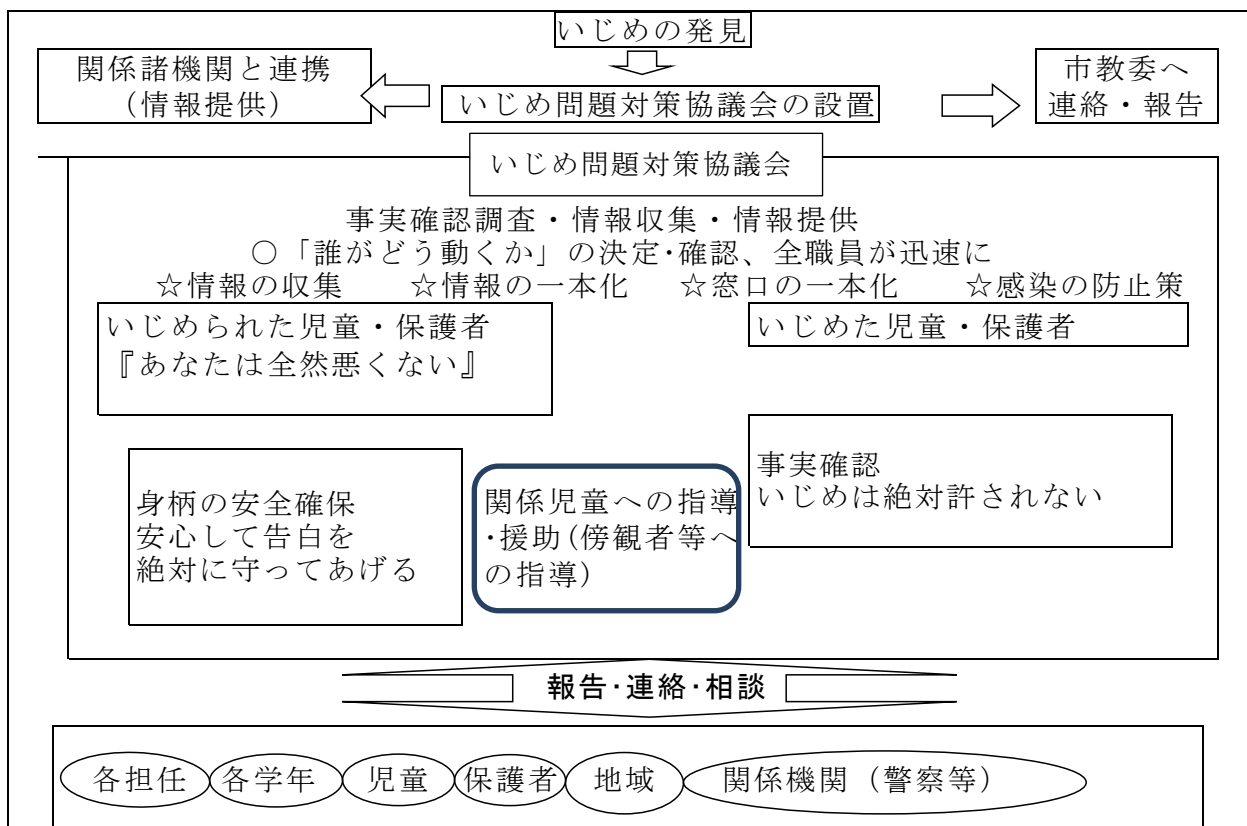 いじめの発見
関係諸機関と連携
（情報提供）
いじめ問題対策協議会の設置
市教委へ
連絡・報告
いじめ問題対策協議会
事実確認調査・情報収集・情報提供
○「誰がどう動くか」の決定･確認、全職員が迅速に
☆情報の収集　☆情報の一本化　☆窓口の一本化　☆感染の防止策
いじめられた児童・保護者
『あなたは全然悪くない』
いじめた児童・保護者
身柄の安全確保
安心して告白を
絶対に守ってあげる
関係児童への指導
･援助(傍観者等へ
の指導)
事実確認
いじめは絶対許されない
報告･連絡･相談
各担任　各学年　児童　保護者　地域　関係機関（警察等）